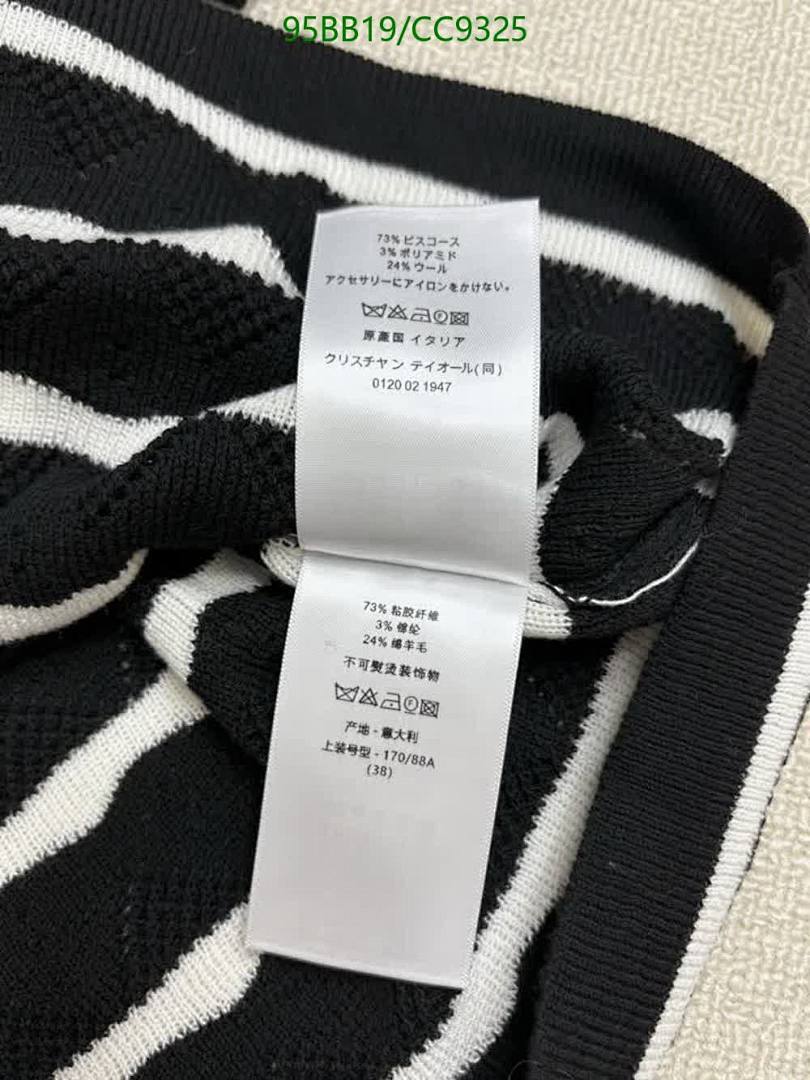 95BB19/CC9325
73% ビスコース
3% ポリアミド
24% ウール
アクセサリーにアイロンをかけない。
原產国 イタリア
クリスチャン テイオール(同)
0120 02 1947
73% 粘胶纤维
3% 锦纶
24% 绵羊毛
不可熨烫装饰物
产地 - 意大利
上装号型 - 170/88A
(38)